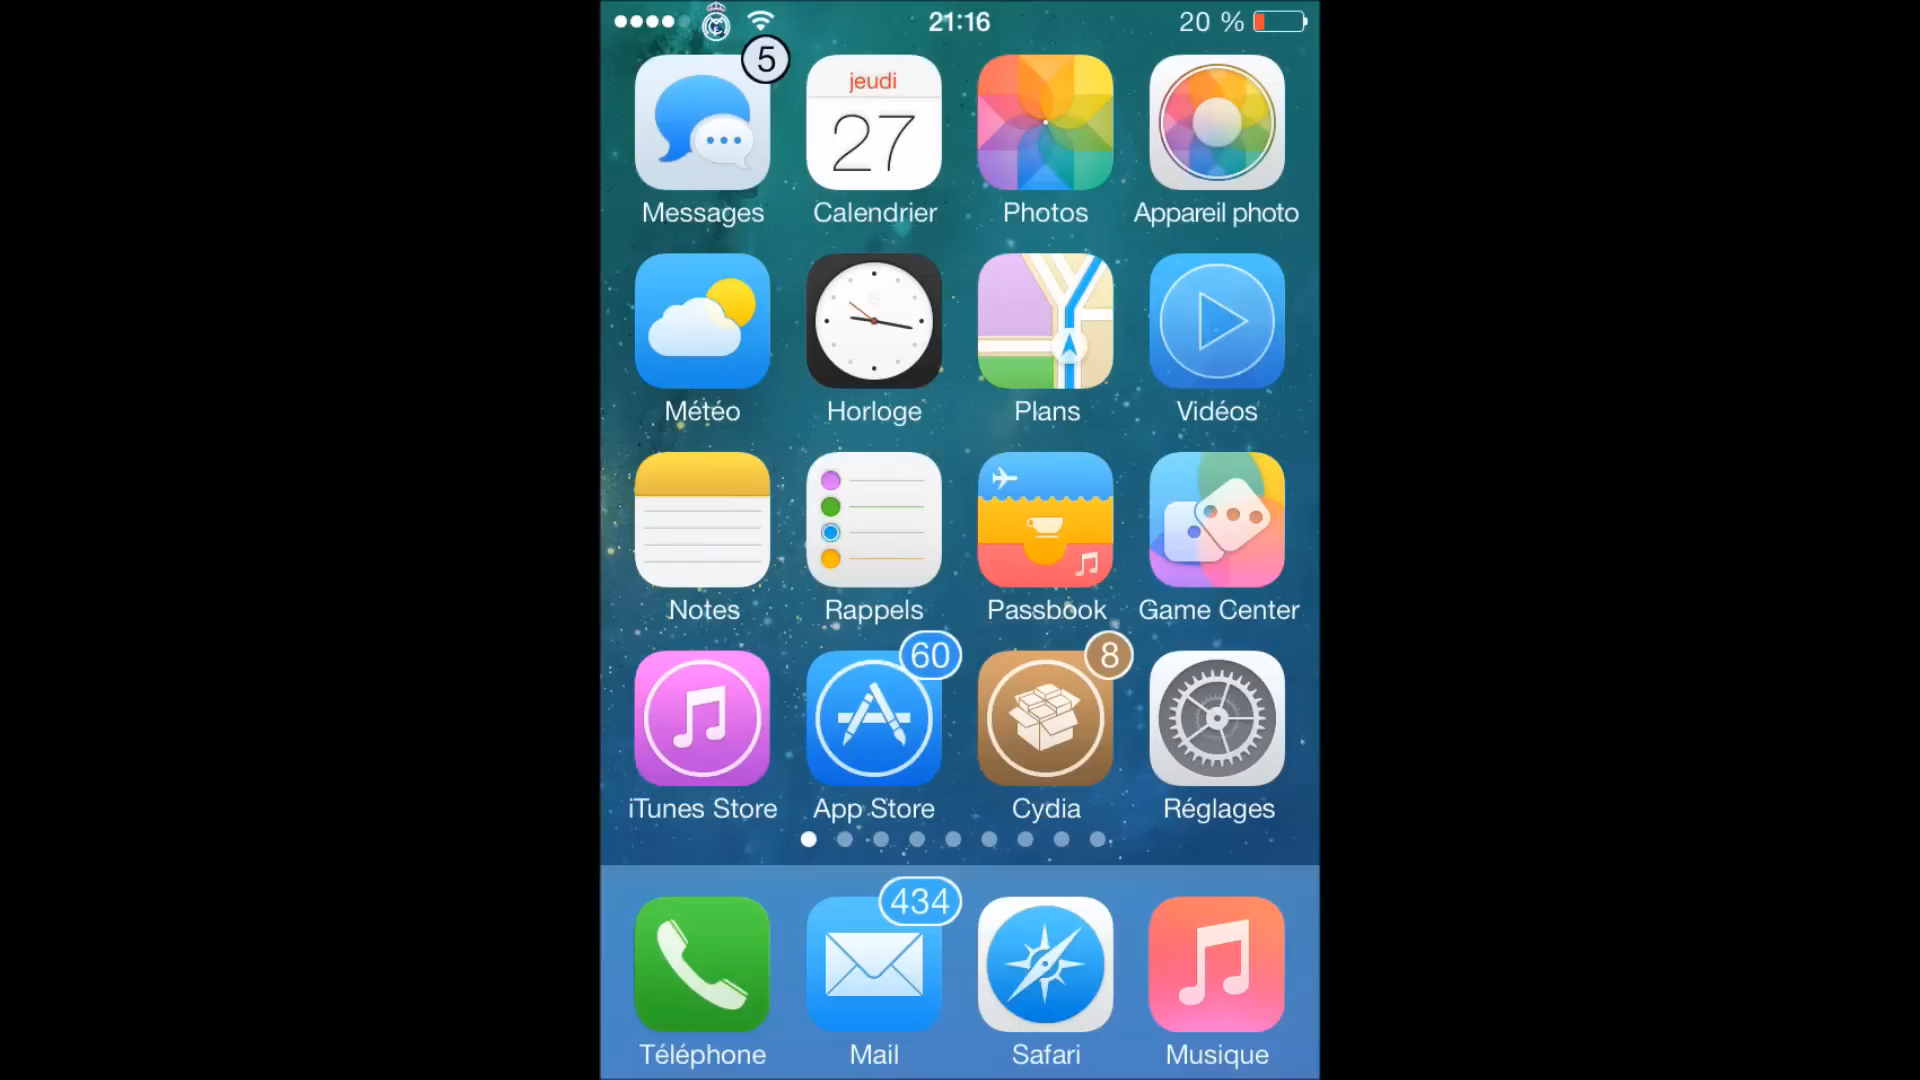 21:16
20 %
5
jeudi
27
Messages
Calendrier
Photos
Appareil photo
Météo
Horloge
Plans
Vidéos
Notes
Rappels
Passbook
Game Center
60
8
iTunes Store
App Store
Cydia
Réglages
434
Téléphone
Mail
Safari
Musique